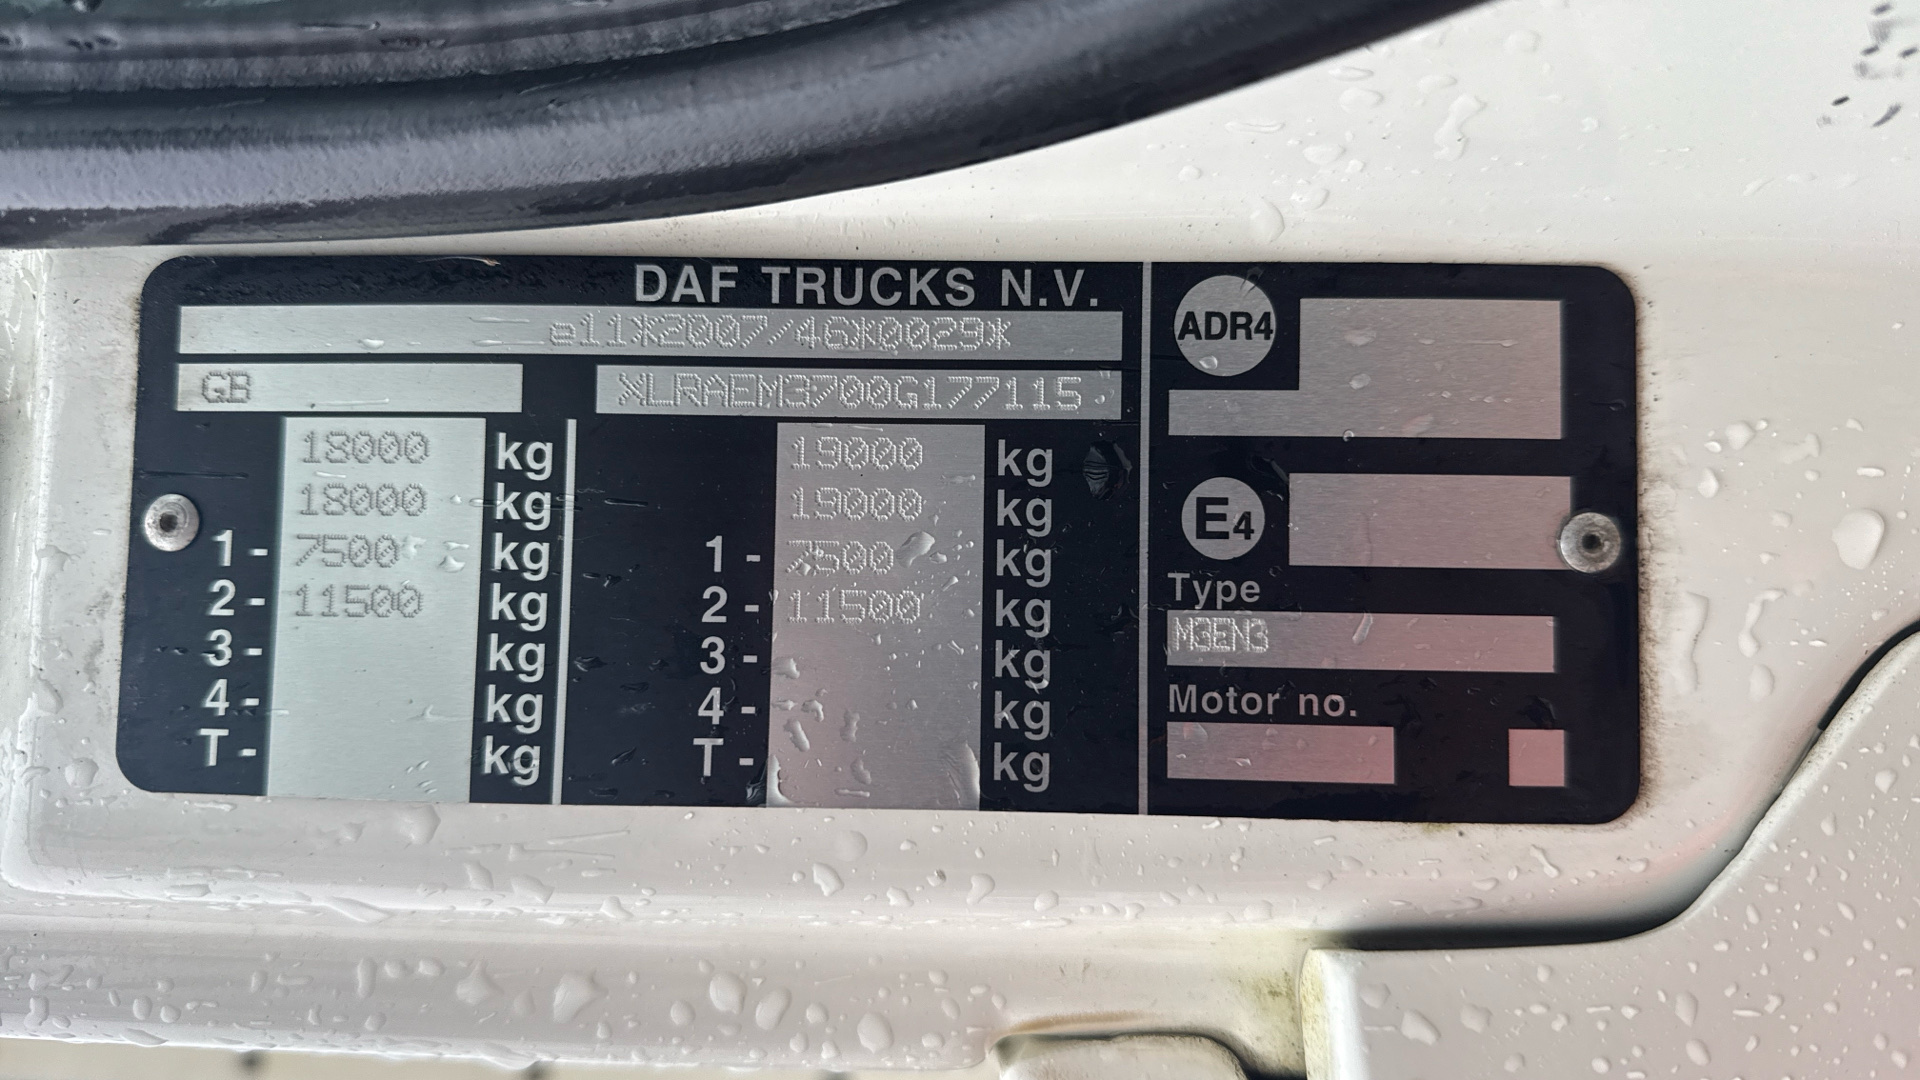 DAF TRUCKS N.V.
e11*2007/46*0029*
GB
XLRAEM3700G177115
18000 kg
18000 kg
1- 7500 kg
2- 11500 kg
3- kg
4- kg
T- kg
19000 kg
19000 kg
1- 7500 kg
2- 11500 kg
3- kg
4- kg
T- kg
ADR4
E4
Type
M3EN3
Motor no.